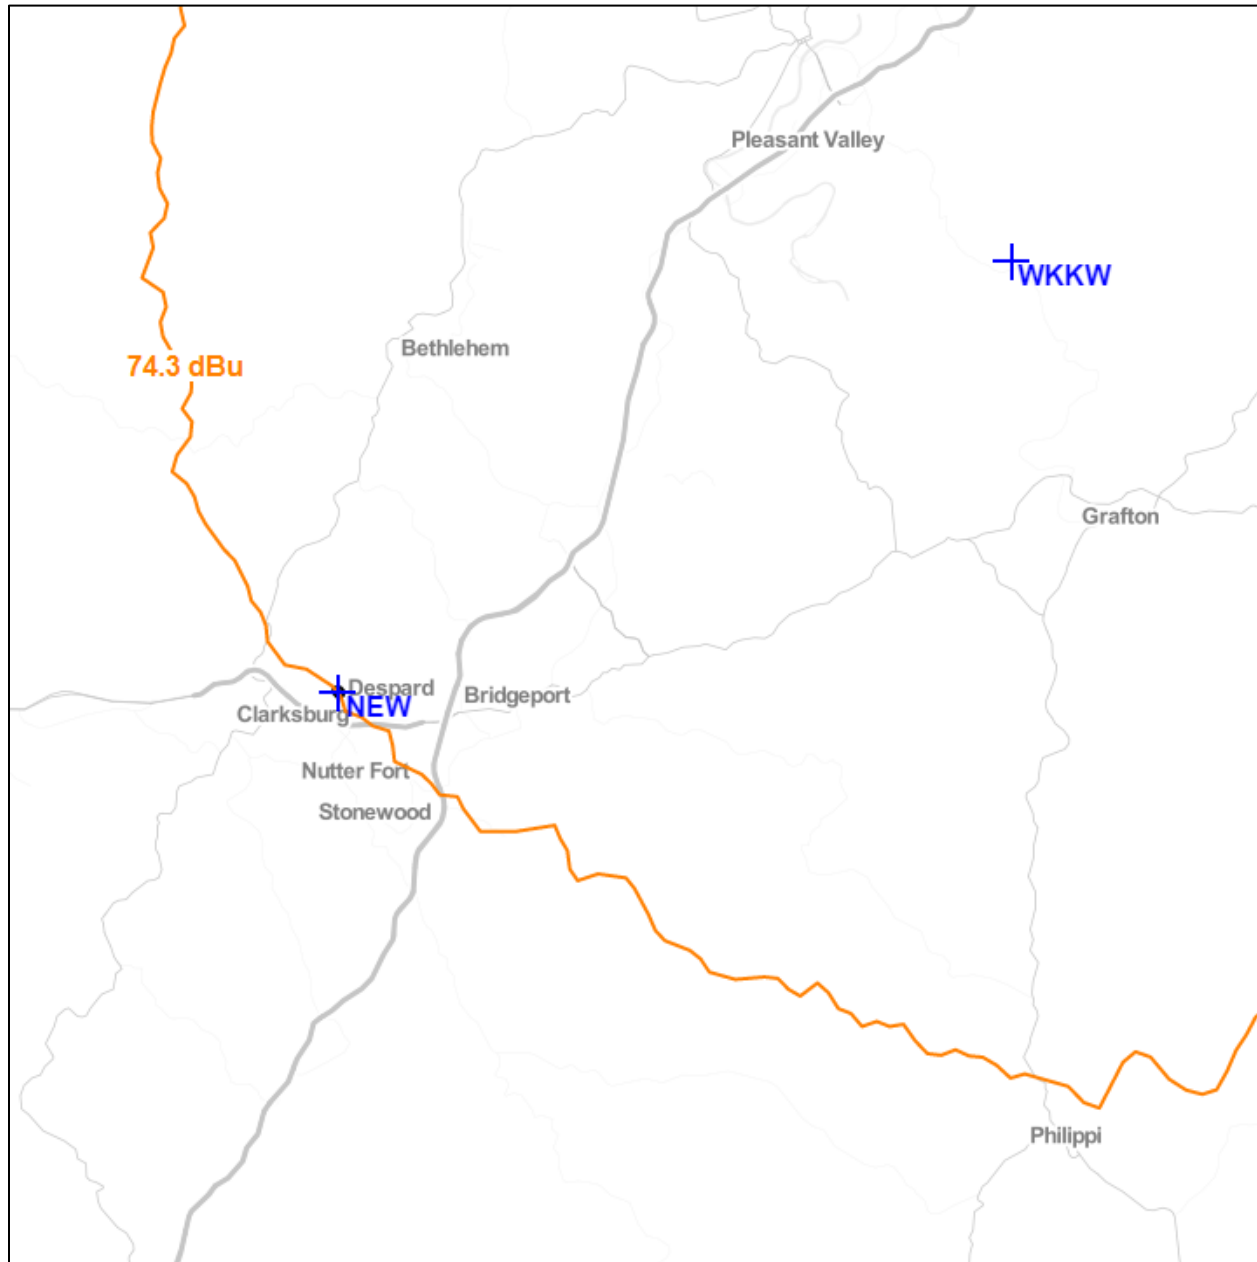 Pleasant Valley
WKKW
Bethlehem
74.3 dBu
Grafton
Despard
Bridgeport
NEW
Clarksburg
Nutter Fort
Stonewood
Philippi